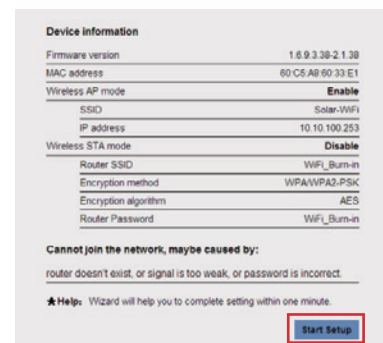 Device information
Firmware version 1.6.9.3.38-2.1.38
MAC address 60:C5:A8:60:33:E1
Wireless AP mode Enable
SSID Solar-WiFi
IP address 10.10.100.253
Wireless STA mode Disable
Router SSID WiFi_Burn-in
Encryption method WPA/WPA2-PSK
Encryption algorithm AES
Router Password WiFi_Burn-in
Cannot join the network, maybe caused by:
router doesn't exist, or signal is too weak, or password is incorrect.
★Help: Wizard will help you to complete setting within one minute.
Start Setup